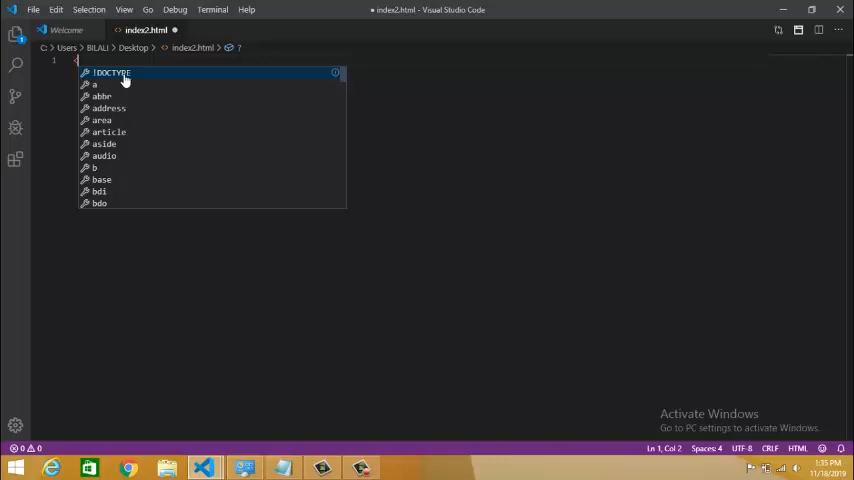 File Edit Selection View Go Debug Terminal Help
● index2.html - Visual Studio Code
Welcome
index2.html
C: > Users > BILALI > Desktop > index2.html > ?
1 <
!DOCTYPE
a
abbr
address
area
article
aside
audio
b
base
bdi
bdo
1
Activate Windows
Go to PC settings to activate Windows.
0 0
Ln 1, Col 2 Spaces: 4 UTF-8 CRLF HTML
1:35 PM
11/18/2019